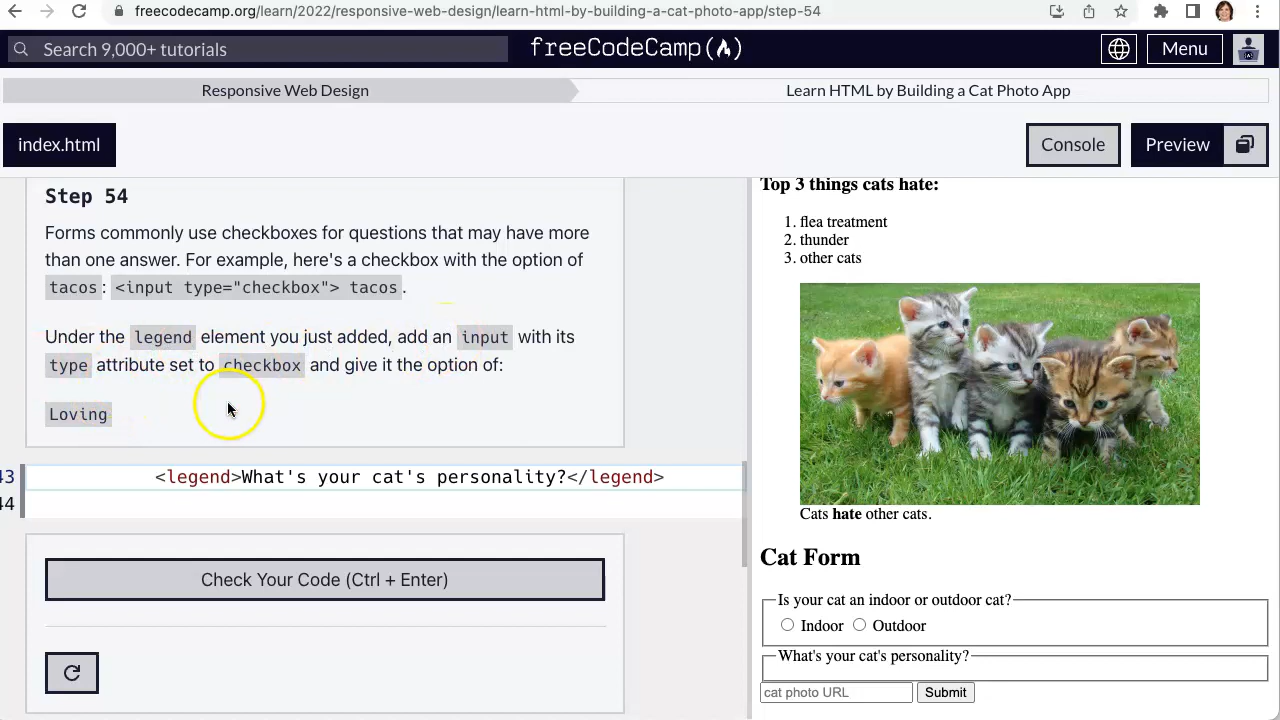 freecodecamp.org/learn/2022/responsive-web-design/learn-html-by-building-a-cat-photo-app/step-54
Search 9,000+ tutorials
freeCodeCamp
Menu
Responsive Web Design
Learn HTML by Building a Cat Photo App
index.html
Console
Preview
Step 54
Forms commonly use checkboxes for questions that may have more
than one answer. For example, here's a checkbox with the option of
tacos: <input type="checkbox"> tacos.
Under the legend element you just added, add an input with its
type attribute set to checkbox and give it the option of:
Loving
43 <legend>What's your cat's personality?</legend>
44
Check Your Code (Ctrl + Enter)
Top 3 things cats hate:
1. flea treatment
2. thunder
3. other cats
Cats hate other cats.
Cat Form
Is your cat an indoor or outdoor cat?
Indoor Outdoor
What's your cat's personality?
cat photo URL Submit